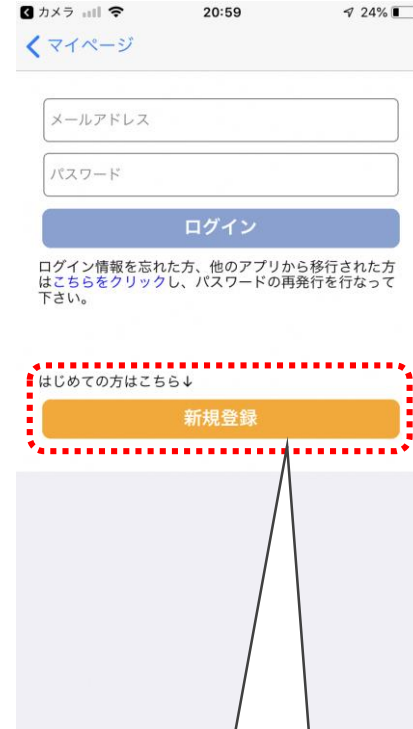 カメラ 20:59 24%
マイページ
メールアドレス
パスワード
ログイン
ログイン情報を忘れた方、他のアプリから移行された方
はこちらをクリックし、パスワードの再発行を行なって
下さい。
はじめての方はこちら↓
新規登録